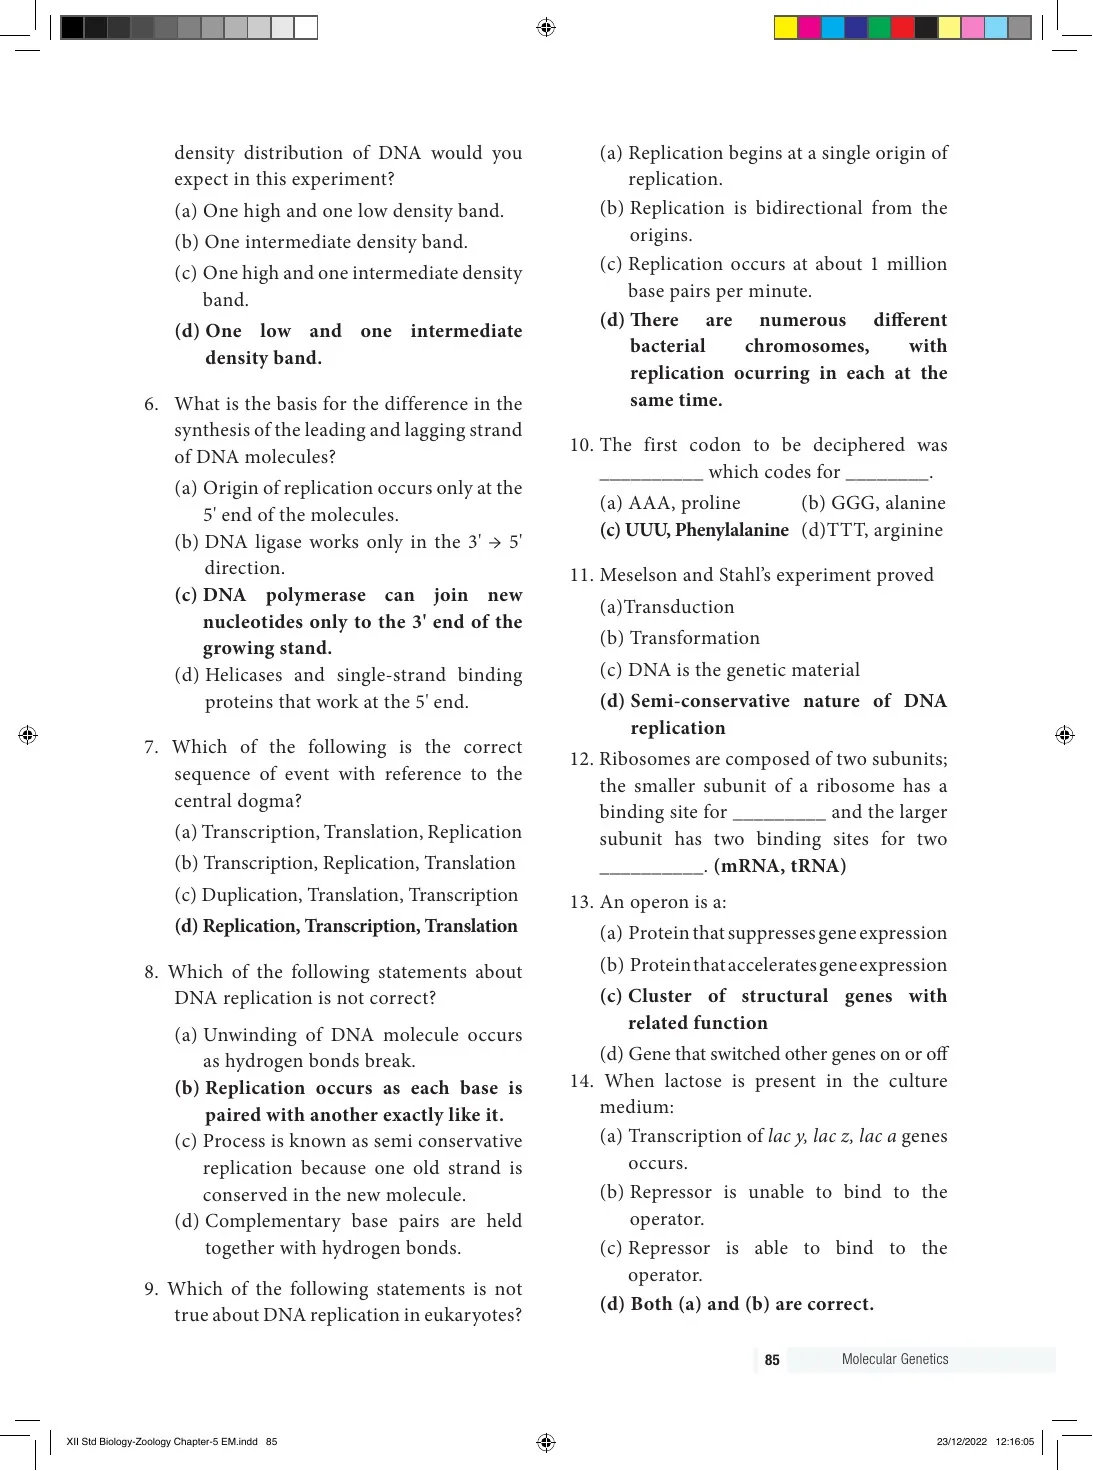 density distribution of DNA would you
expect in this experiment?
(a) One high and one low density band.
(b) One intermediate density band.
(c) One high and one intermediate density
band.
(d) One low and one intermediate
density band.
6. What is the basis for the difference in the
synthesis of the leading and lagging strand
of DNA molecules?
(a) Origin of replication occurs only at the
5' end of the molecules.
(b) DNA ligase works only in the 3' → 5'
direction.
(c) DNA polymerase can join new
nucleotides only to the 3' end of the
growing stand.
(d) Helicases and single-strand binding
proteins that work at the 5' end.
7. Which of the following is the correct
sequence of event with reference to the
central dogma?
(a) Transcription, Translation, Replication
(b) Transcription, Replication, Translation
(c) Duplication, Translation, Transcription
(d) Replication, Transcription, Translation
8. Which of the following statements about
DNA replication is not correct?
(a) Unwinding of DNA molecule occurs
as hydrogen bonds break.
(b) Replication occurs as each base is
paired with another exactly like it.
(c) Process is known as semi conservative
replication because one old strand is
conserved in the new molecule.
(d) Complementary base pairs are held
together with hydrogen bonds.
9. Which of the following statements is not
true about DNA replication in eukaryotes?
(a) Replication begins at a single origin of
replication.
(b) Replication is bidirectional from the
origins.
(c) Replication occurs at about 1 million
base pairs per minute.
(d) There are numerous different
bacterial chromosomes, with
replication ocurring in each at the
same time.
10. The first codon to be deciphered was
__________ which codes for ________.
(a) AAA, proline (b) GGG, alanine
(c) UUU, Phenylalanine (d)TTT, arginine
11. Meselson and Stahl's experiment proved
(a)Transduction
(b) Transformation
(c) DNA is the genetic material
(d) Semi-conservative nature of DNA
replication
12. Ribosomes are composed of two subunits;
the smaller subunit of a ribosome has a
binding site for _________ and the larger
subunit has two binding sites for two
__________. (mRNA, tRNA)
13. An operon is a:
(a) Protein that suppresses gene expression
(b) Protein that accelerates gene expression
(c) Cluster of structural genes with
related function
(d) Gene that switched other genes on or off
14. When lactose is present in the culture
medium:
(a) Transcription of lac y, lac z, lac a genes
occurs.
(b) Repressor is unable to bind to the
operator.
(c) Repressor is able to bind to the
operator.
(d) Both (a) and (b) are correct.
85 Molecular Genetics
XII Std Biology-Zoology Chapter-5 EM.indd 85 23/12/2022 12:16:05